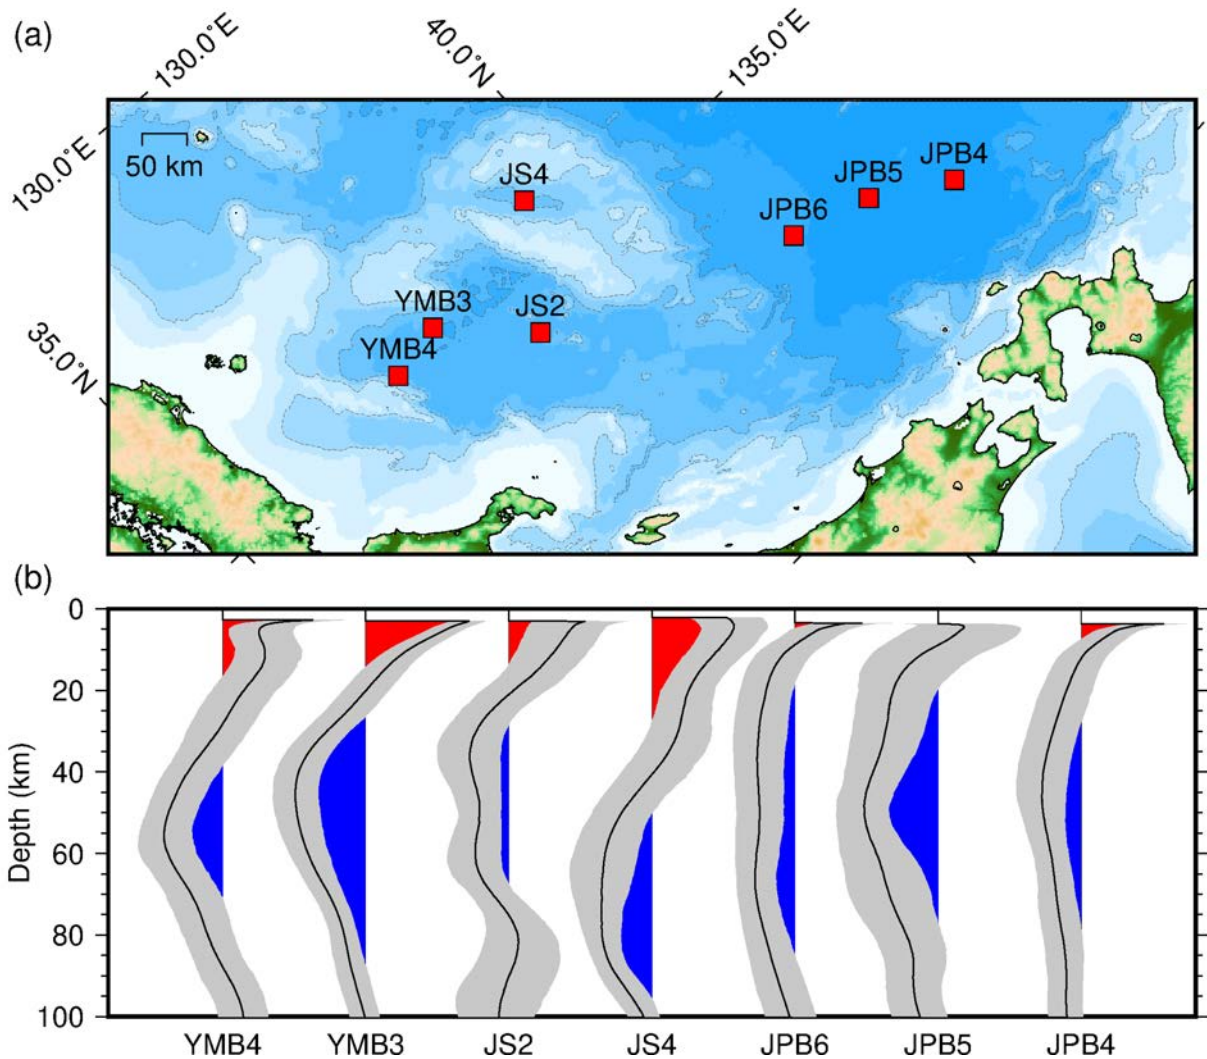 (a)
130.0°E
40.0°N
135.0°E
130.0°E
50 km
JS4
JPB4
JPB5
JPB6
YMB3
JS2
YMB4
35.0°N
(b)
0
20
40
60
80
100
Depth (km)
YMB4 YMB3 JS2 JS4 JPB6 JPB5 JPB4